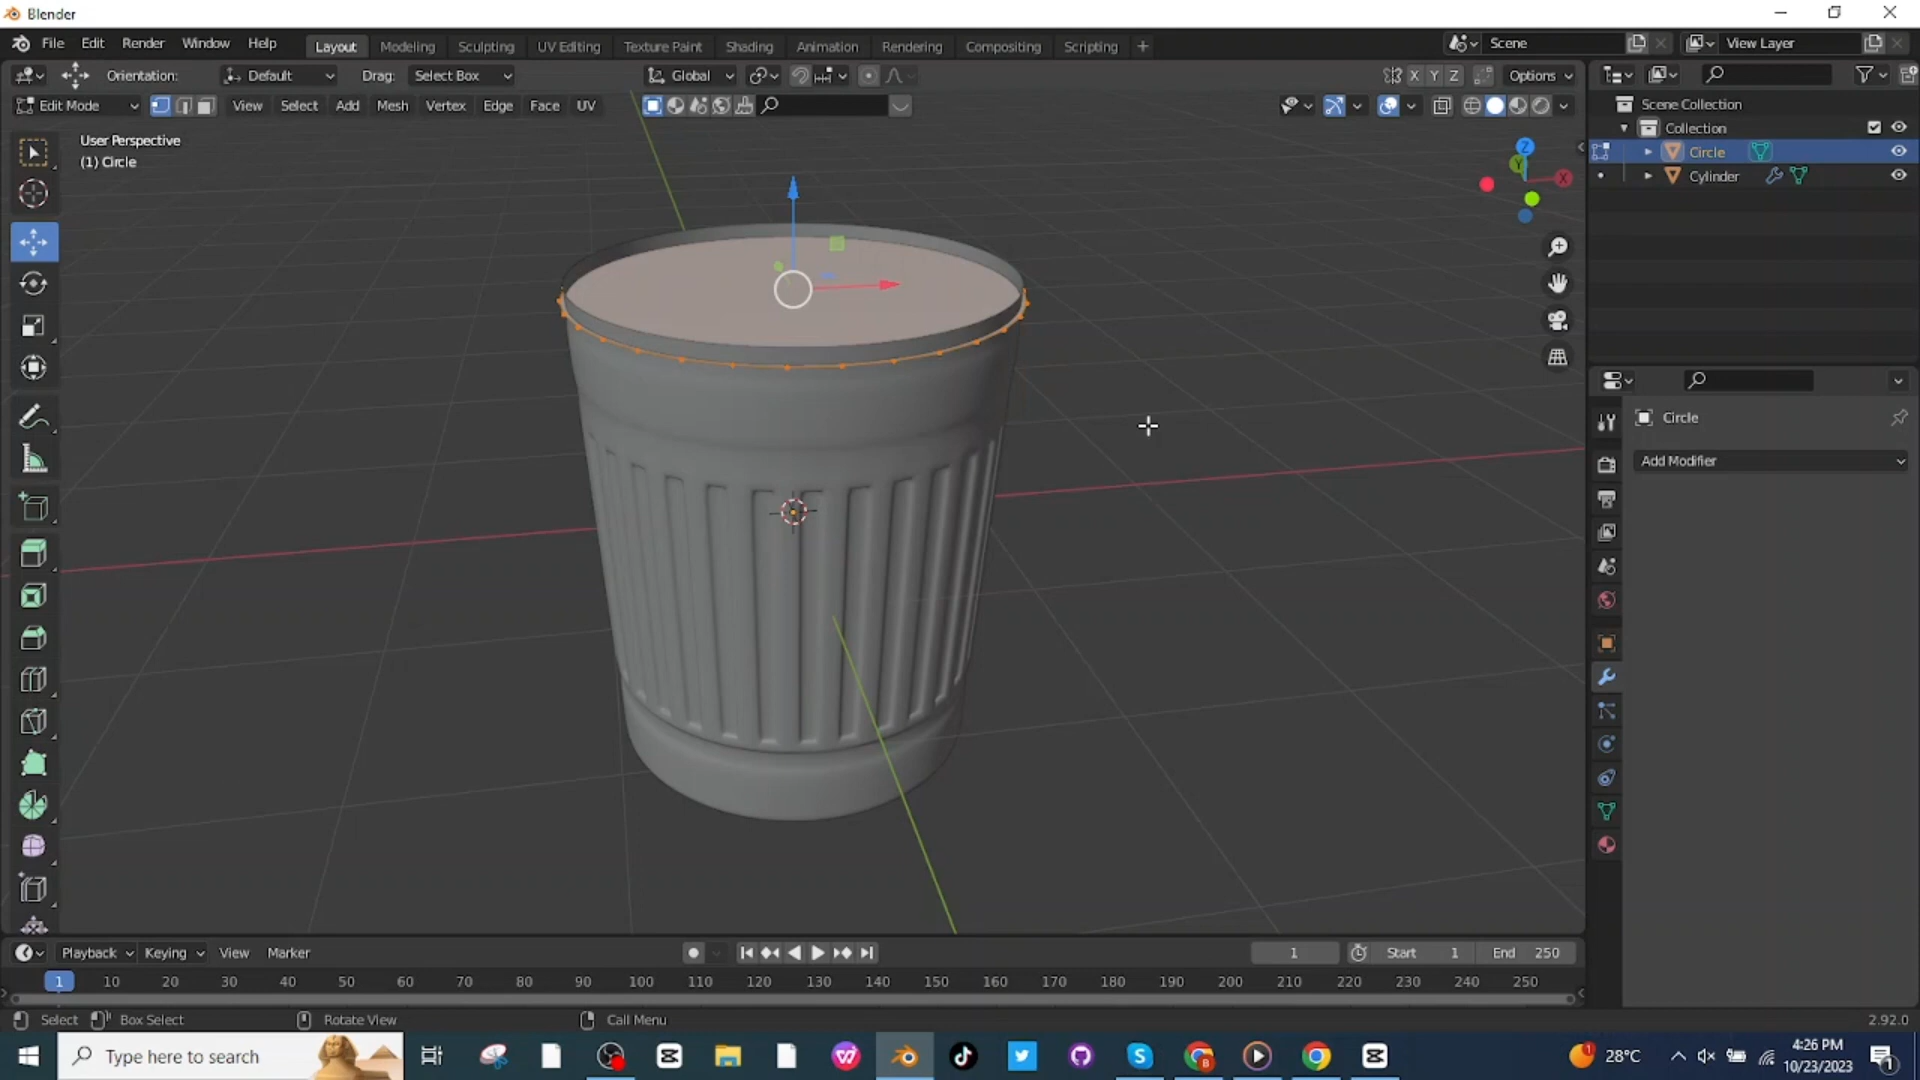 Blender
File Edit Render Window Help Layout Modeling Sculpting UV Editing Texture Paint Shading Animation Rendering Compositing Scripting + Scene View Layer
Orientation: Default Drag: Select Box Global X Y Z Options
Edit Mode View Select Add Mesh Vertex Edge Face UV
User Perspective
(1) Circle
Z
Y
X
Scene Collection
Collection
Circle
Cylinder
Circle
Add Modifier
Playback Keying View Marker 1 Start 1 End 250
1 10 20 30 40 50 60 70 80 90 100 110 120 130 140 150 160 170 180 190 200 210 220 230 240 250
Select Box Select Rotate View Call Menu 2.92.0
Type here to search
28°C
4:26 PM
10/23/2023